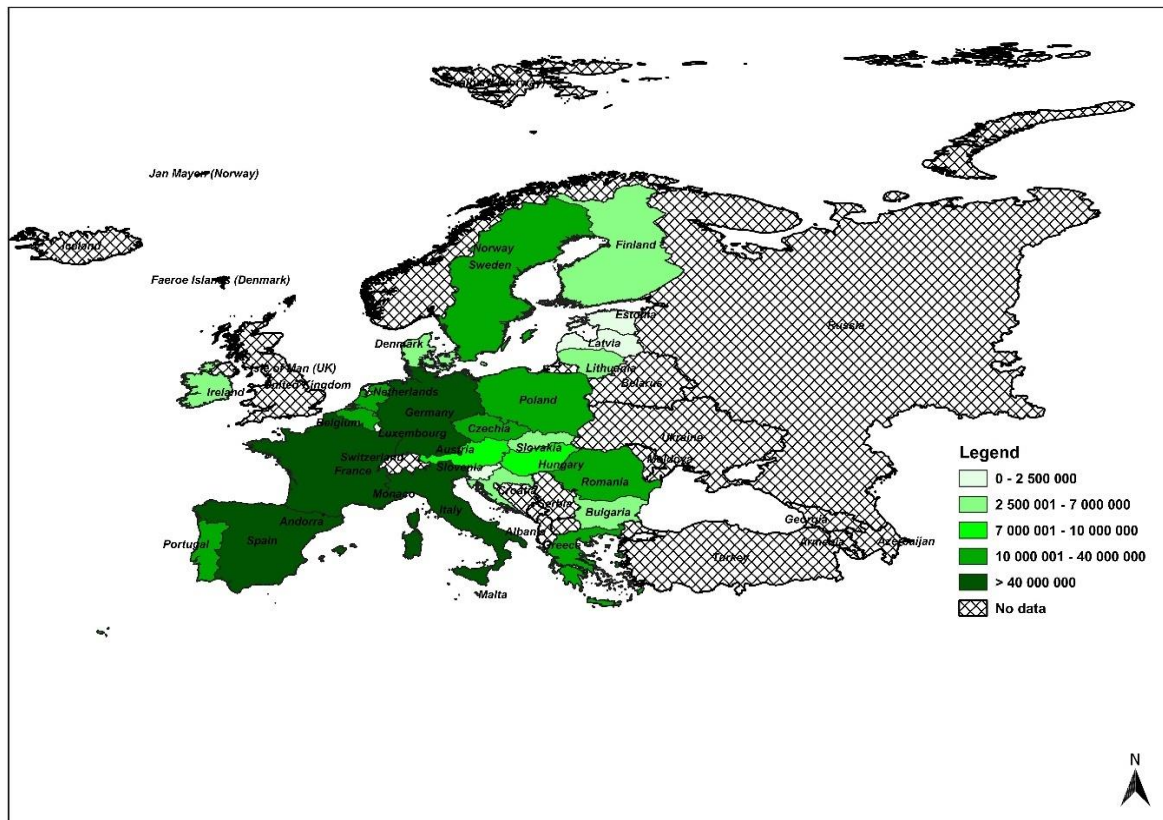 Svalbard (Norway)
Jan Mayen (Norway)
Iceland
Norway
Finland
Sweden
Faeroe Islands (Denmark)
Estonia
Russia
Denmark
Latvia
Lithuania
Isle of Man (UK)
United Kingdom
Belarus
Ireland
Netherlands
Poland
Germany
Belgium
Czechia
Luxembourg
Ukraine
Slovakia
Austria
Switzerland
Moldova
Slovenia
Hungary
France
Romania
Croatia
Monaco
Serbia
Italy
Bulgaria
Andorra
Georgia
Albania
Portugal
Spain
Greece
Armenia
Azerbaijan
Turkey
Malta
Legend
0 - 2 500 000
2 500 001 - 7 000 000
7 000 001 - 10 000 000
10 000 001 - 40 000 000
> 40 000 000
No data
N